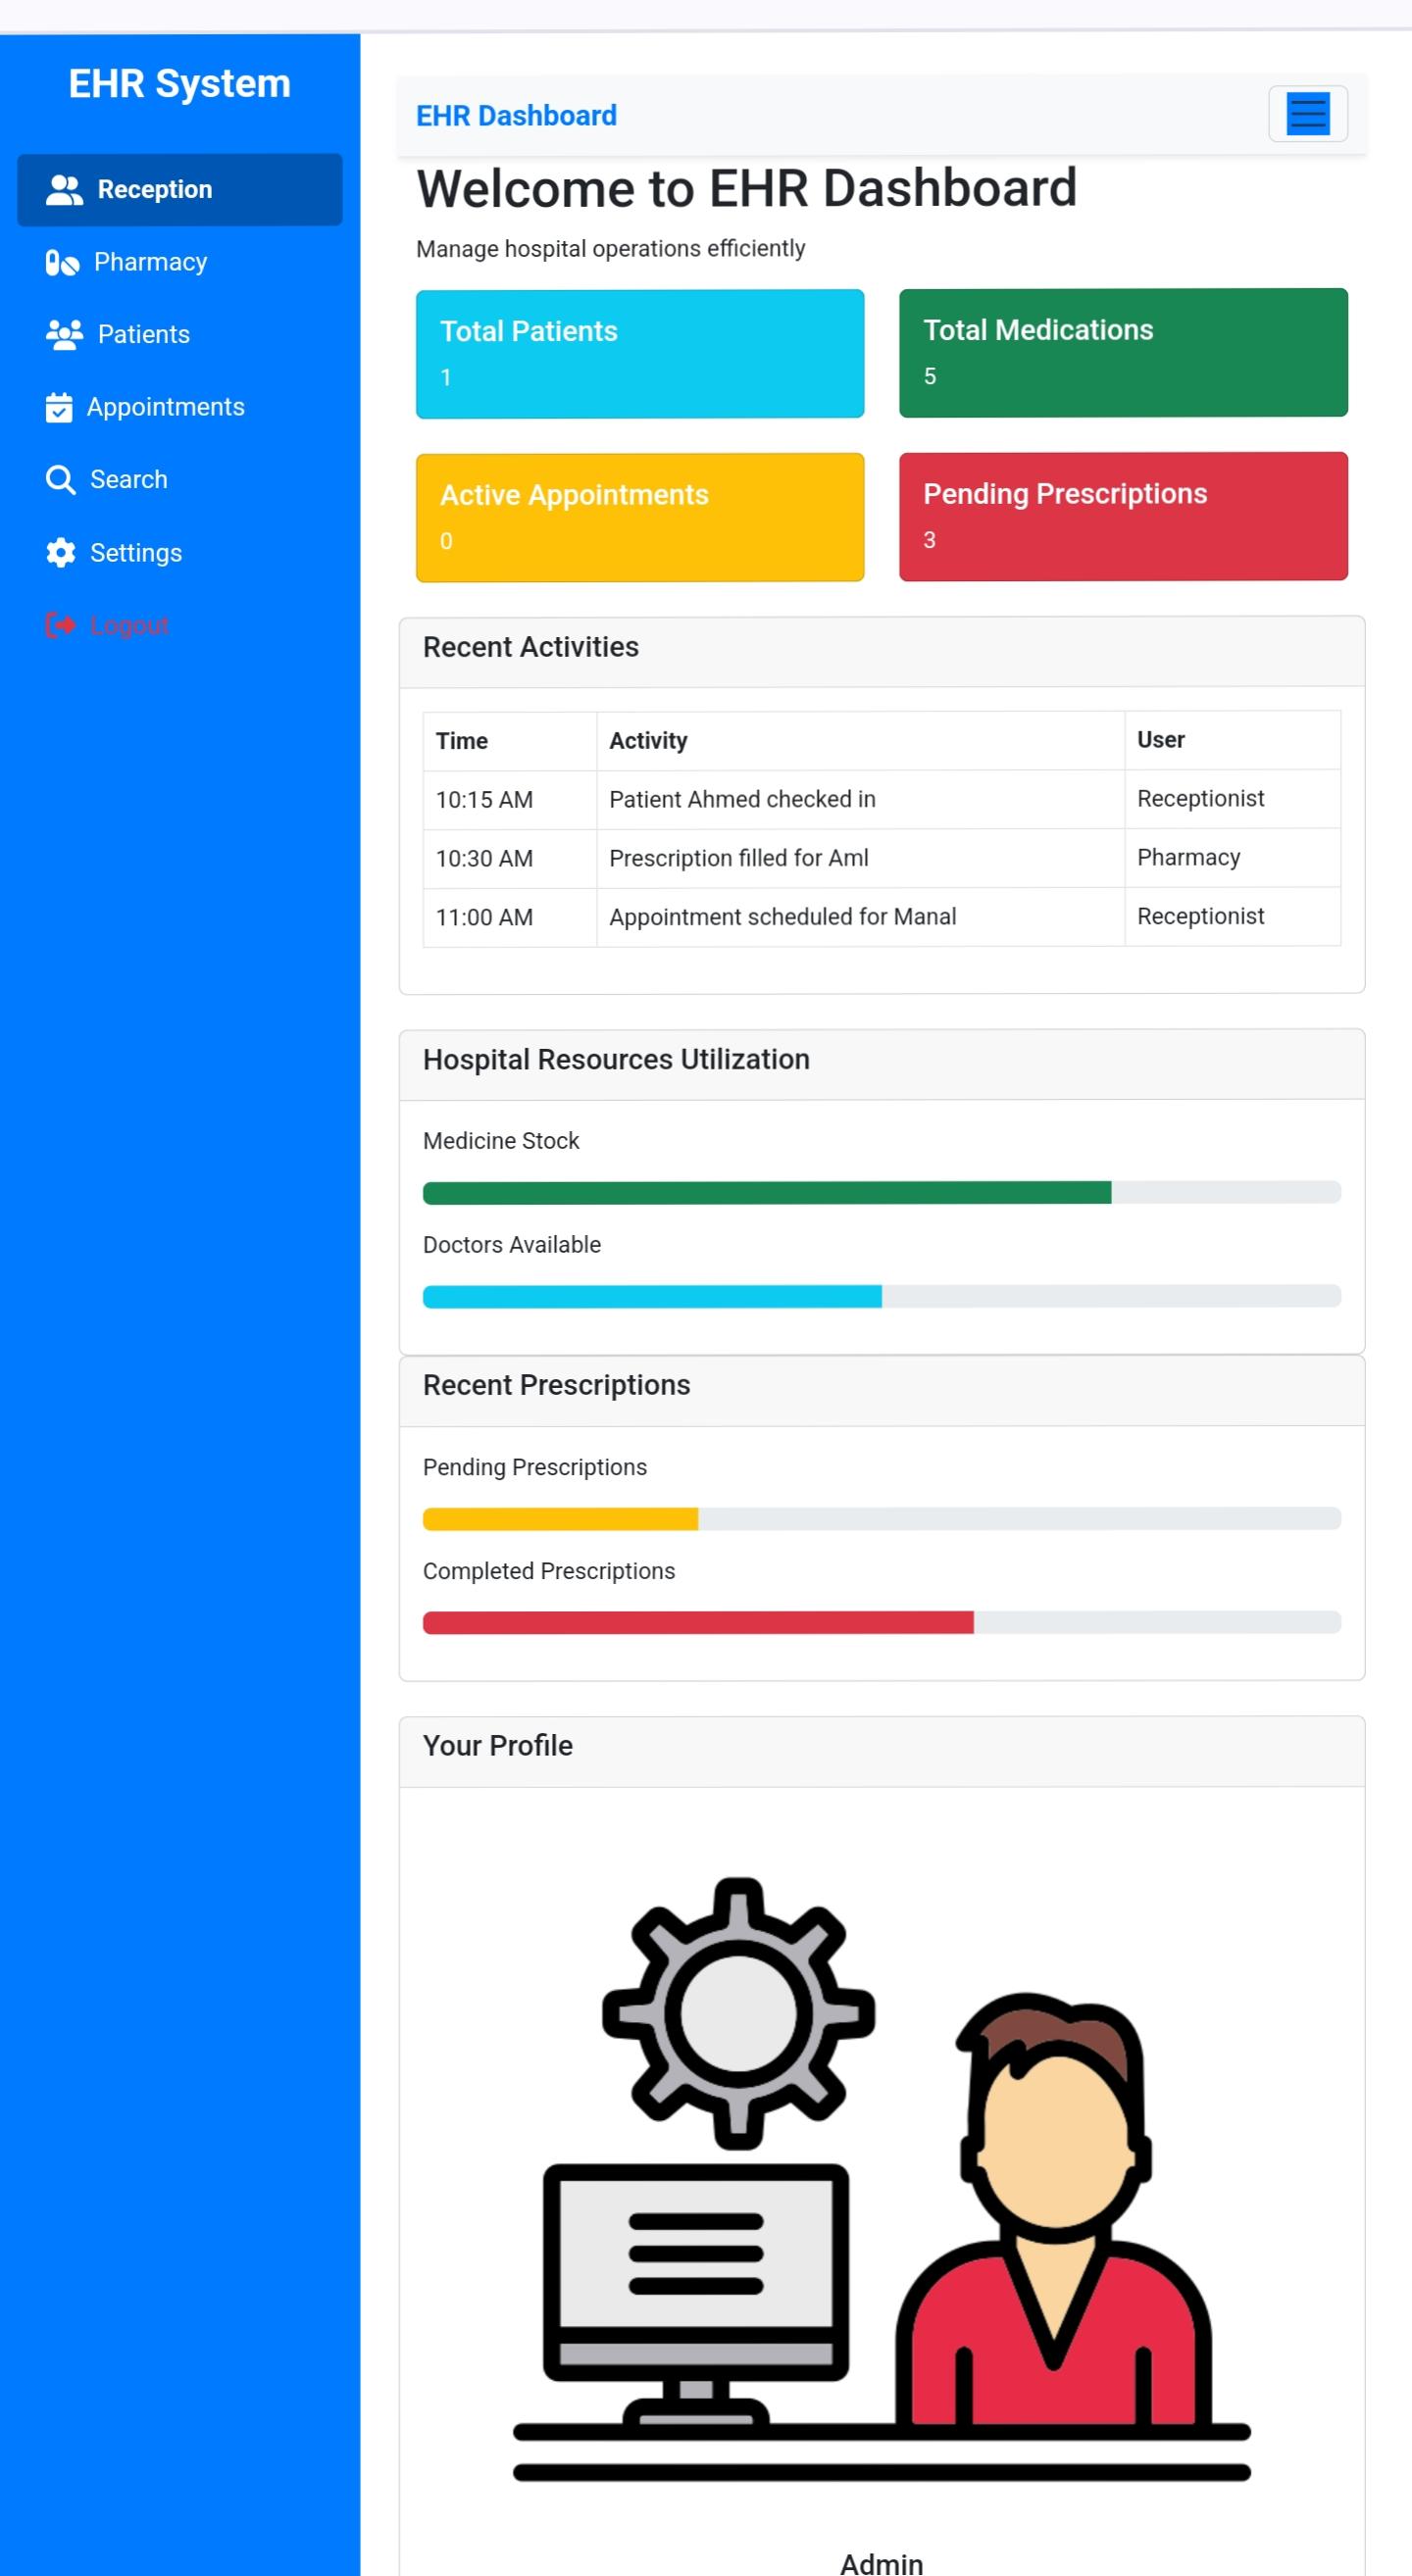 EHR System
Reception
Pharmacy
Patients
Appointments
Search
Settings
Logout
EHR Dashboard
Welcome to EHR Dashboard
Manage hospital operations efficiently
Total Patients
1
Total Medications
5
Active Appointments
0
Pending Prescriptions
3
Recent Activities
Time Activity User
10:15 AM Patient Ahmed checked in Receptionist
10:30 AM Prescription filled for Aml Pharmacy
11:00 AM Appointment scheduled for Manal Receptionist
Hospital Resources Utilization
Medicine Stock
Doctors Available
Recent Prescriptions
Pending Prescriptions
Completed Prescriptions
Your Profile
Admin